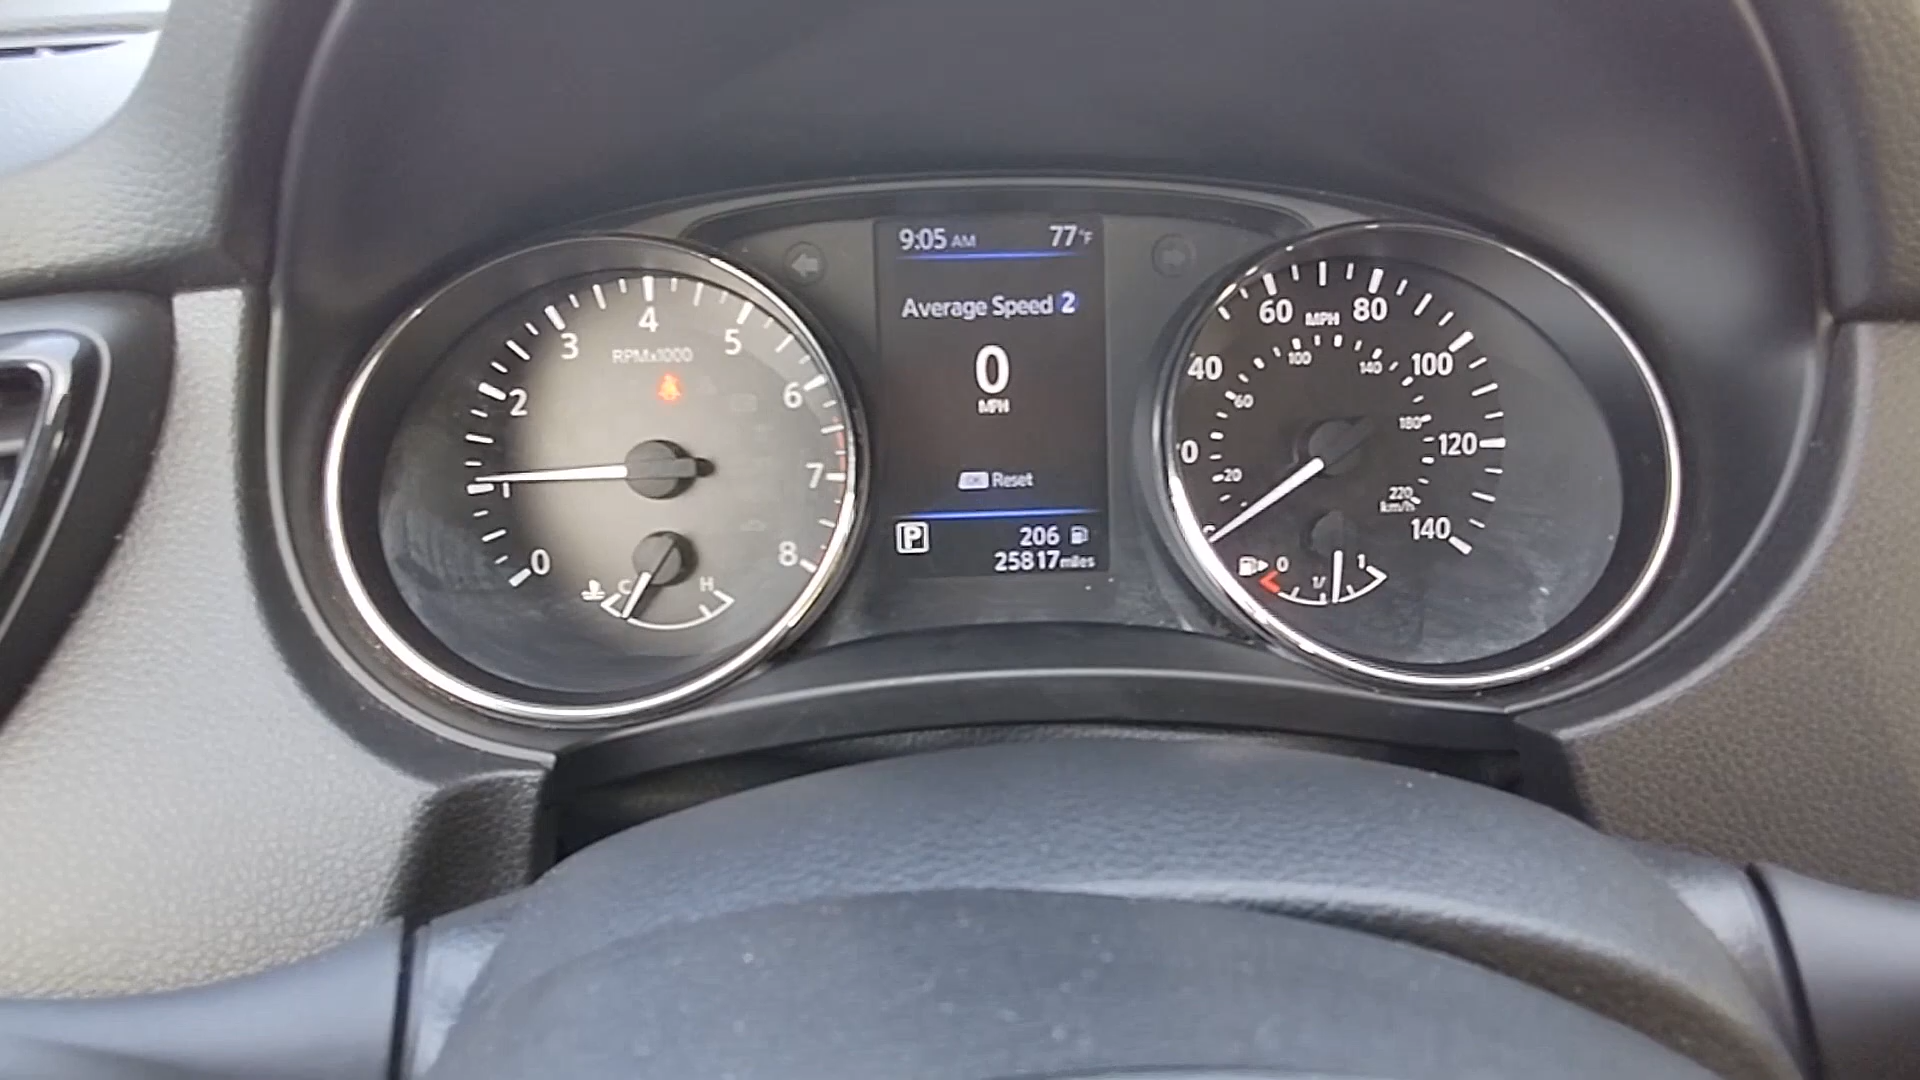 9:05 AM 77°F
Average Speed 2
0
MPH
OK Reset
P 206
25817 miles
0
1
2
3
4
5
6
7
8
RPMx1000
C H
40
60
80
100
120
140
MPH
20
60
100
140
180
220
km/h
0 1